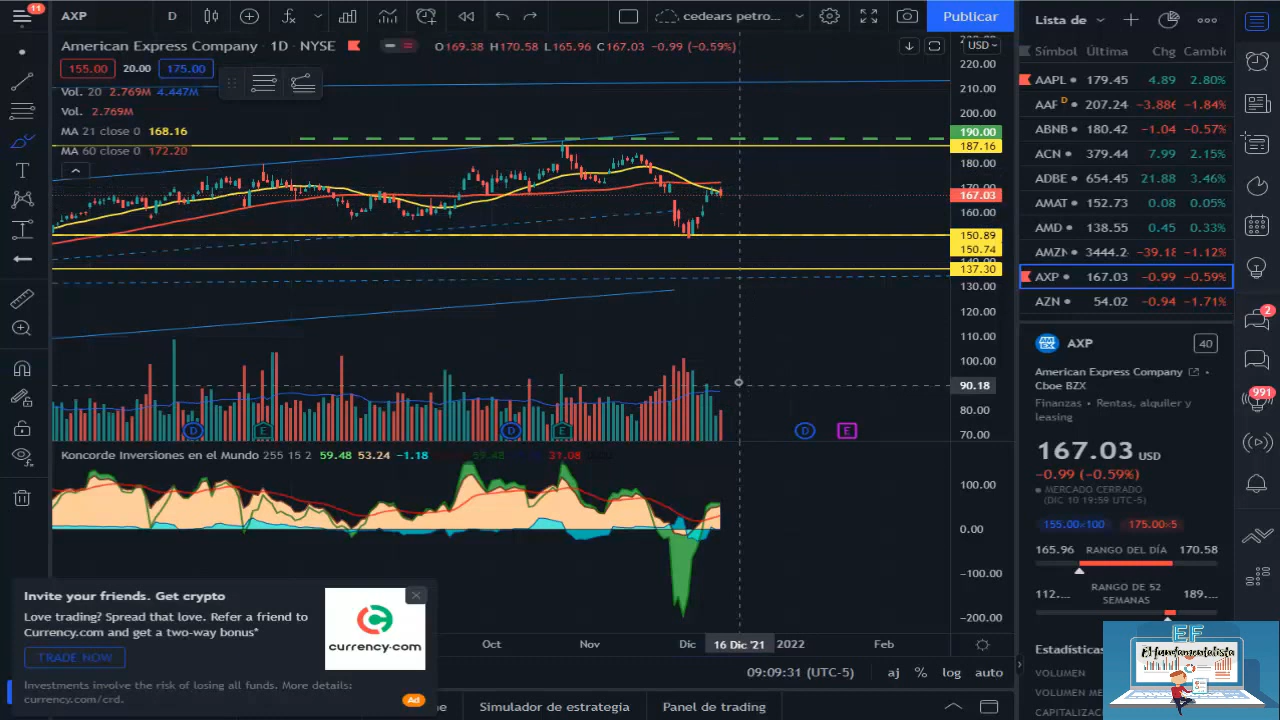 11
AXP
D
cedears petro...
Publicar
American Express Company · 1D · NYSE
O169.38 H170.58 L165.96 C167.03 −0.99 (−0.59%)
155.00 20.00 175.00
Vol. 20 2.769M 4.447M
Vol. 2.769M
MA 21 close 0 168.16
MA 60 close 0 172.20
USD
220.00
210.00
200.00
190.00
187.16
180.00
170.00
167.03
160.00
150.89
150.74
140.00
137.30
130.00
120.00
110.00
100.00
90.18
80.00
70.00
D E D E D E
Koncorde Inversiones en el Mundo 255 15 2 59.48 53.24 −1.18 59.48 31.08
100.00
0.00
−100.00
−200.00
Oct Nov Dic 16 Dic '21 2022 Feb
09:09:31 (UTC-5) aj % log auto
Simulador de estrategia Panel de trading
Invite your friends. Get crypto
Love trading? Spread that love. Refer a friend to
Currency.com and get a two-way bonus*
TRADE NOW
Investments involve the risk of losing all funds. More details:
currency.com/crd.
currency.com
Ad
Lista de
Símbol Última Chg Cambio
AAPL 179.45 4.89 2.80%
AAF D 207.24 −3.886 −1.84%
ABNB 180.42 −1.04 −0.57%
ACN 379.44 7.99 2.15%
ADBE 654.45 21.88 3.46%
AMAT 152.73 0.08 0.05%
AMD 138.55 0.45 0.33%
AMZN 3444.2 −39.18 −1.12%
AXP 167.03 −0.99 −0.59%
AZN 54.02 −0.94 −1.71%
AXP 40
American Express Company ·
Cboe BZX
Finanzas · Rentas, alquiler y
leasing
167.03 USD
−0.99 (−0.59%)
MERCADO CERRADO
(DIC 10 19:59 UTC-5)
155.00×100 175.00×5
165.96 RANGO DEL DÍA 170.58
112.... RANGO DE 52 SEMANAS 189....
Estadísticas
VOLUMEN
VOLUMEN ME
CAPITALIZAC
2
991
EF
El fundamentalista